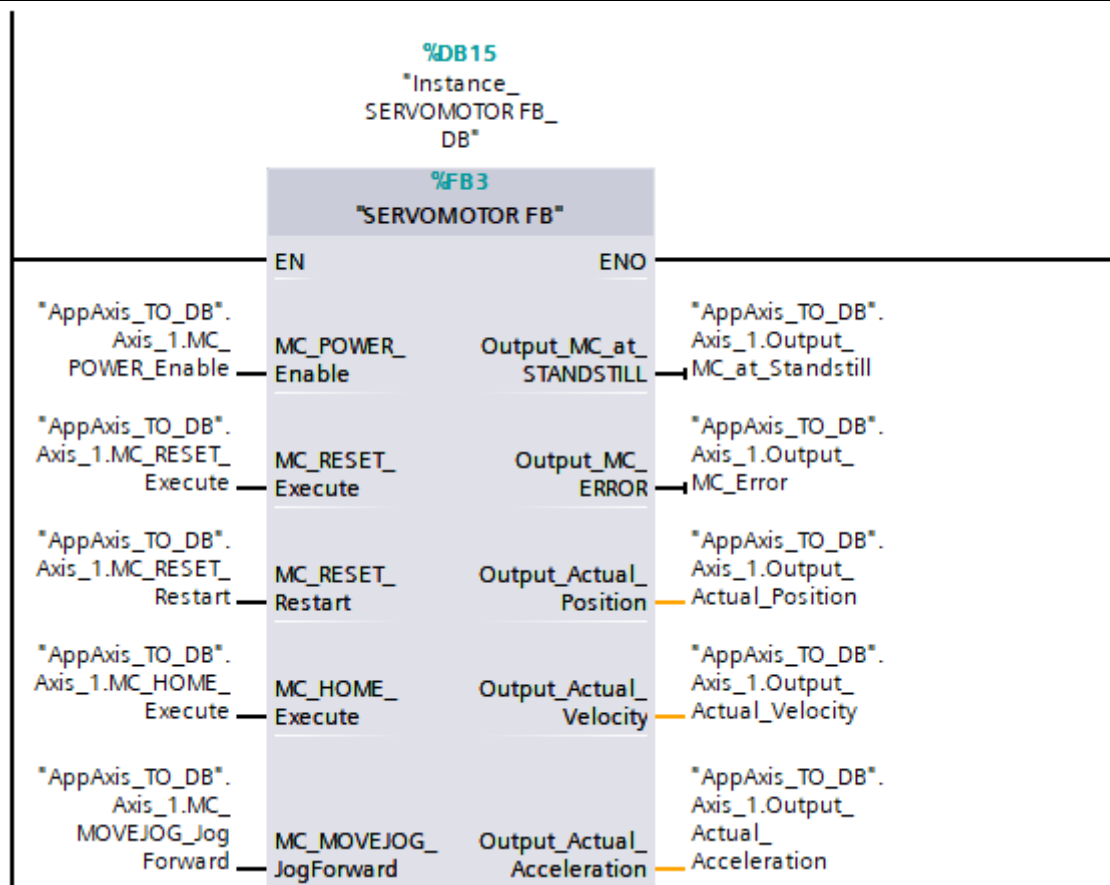 %DB15
"Instance_
SERVOMOTOR FB_
DB"
%FB3
"SERVOMOTOR FB"
EN
ENO
"AppAxis_TO_DB".
Axis_1.MC_
POWER_Enable
MC_POWER_
Enable
Output_MC_at_
STANDSTILL
"AppAxis_TO_DB".
Axis_1.Output_
MC_at_Standstill
"AppAxis_TO_DB".
Axis_1.MC_RESET_
Execute
MC_RESET_
Execute
Output_MC_
ERROR
"AppAxis_TO_DB".
Axis_1.Output_
MC_Error
"AppAxis_TO_DB".
Axis_1.MC_RESET_
Restart
MC_RESET_
Restart
Output_Actual_
Position
"AppAxis_TO_DB".
Axis_1.Output_
Actual_Position
"AppAxis_TO_DB".
Axis_1.MC_HOME_
Execute
MC_HOME_
Execute
Output_Actual_
Velocity
"AppAxis_TO_DB".
Axis_1.Output_
Actual_Velocity
"AppAxis_TO_DB".
Axis_1.MC_
MOVEJOG_Jog
Forward
MC_MOVEJOG_
JogForward
Output_Actual_
Acceleration
"AppAxis_TO_DB".
Axis_1.Output_
Actual_
Acceleration